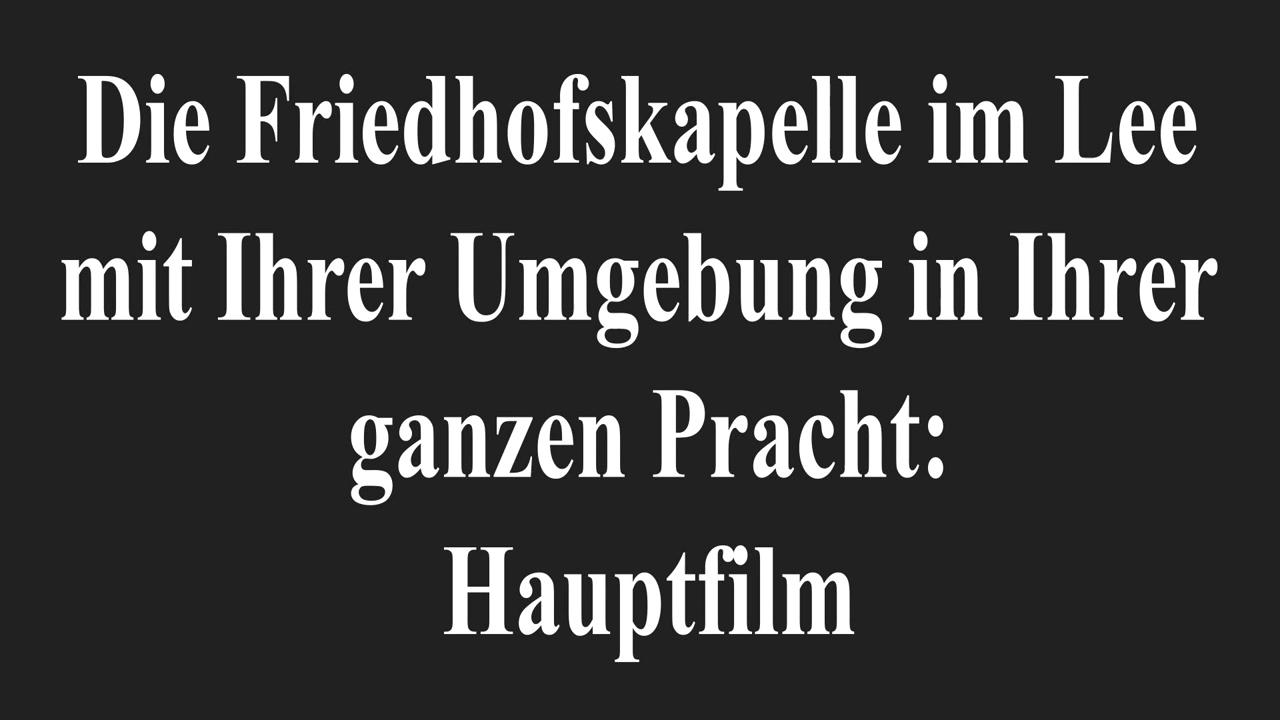 Die Friedhofskapelle im Lee
mit Ihrer Umgebung in Ihrer
ganzen Pracht:
Hauptfilm